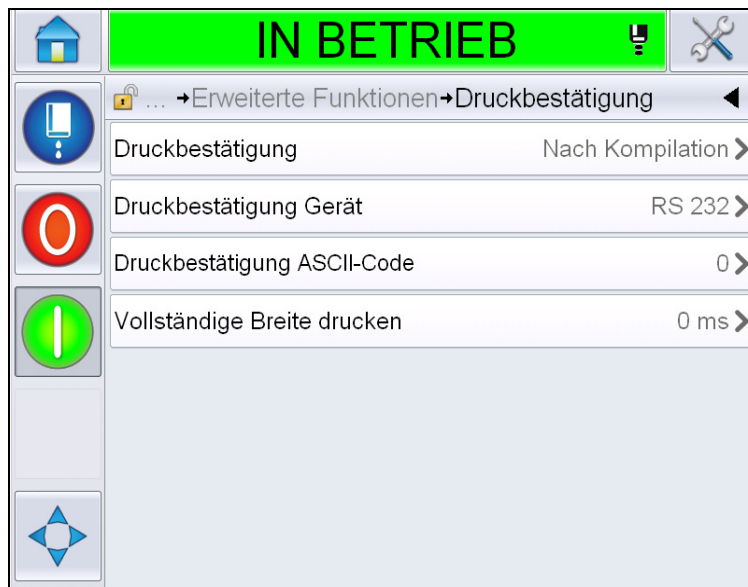 IN BETRIEB
... →Erweiterte Funktionen→Druckbestätigung
Druckbestätigung Nach Kompilation
Druckbestätigung Gerät RS 232
Druckbestätigung ASCII-Code 0
Vollständige Breite drucken 0 ms